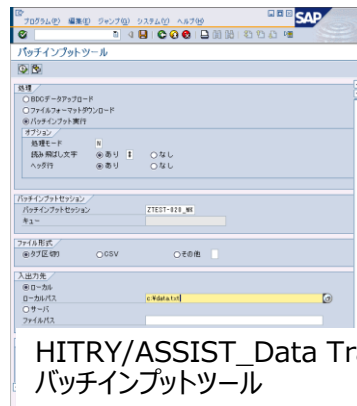 プログラム(P) 編集(E) ジャンプ(G) システム(Y) ヘルプ(H)
SAP
バッチインプットツール
処理
BDCデータアップロード
ファイルフォーマットダウンロード
バッチインプット実行
オプション
処理モード N
読み飛ばし文字 あり なし
ヘッダ行 あり なし
バッチインプットセッション
バッチインプットセッション ZTEST-020_MK
キュー
ファイル形式
タブ区切り CSV その他
入出力先
ローカル
ローカルパス c:¥data.txt
サーバ
ファイルパス
HITRY/ASSIST_Data Tra
バッチインプットツール